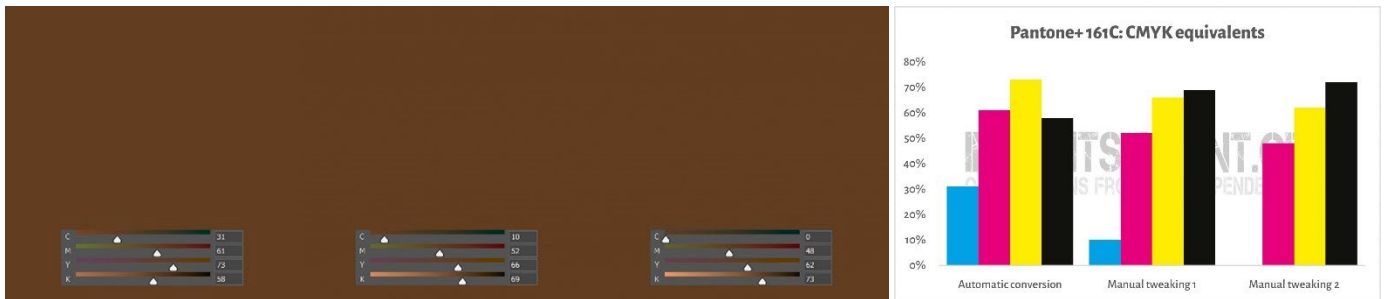 C 31
M 61
Y 73
K 58
C 10
M 52
Y 66
K 69
C 0
M 48
Y 62
K 73
Pantone+ 161C: CMYK equivalents
80%
70%
60%
50%
40%
30%
20%
10%
0%
Automatic conversion
Manual tweaking 1
Manual tweaking 2